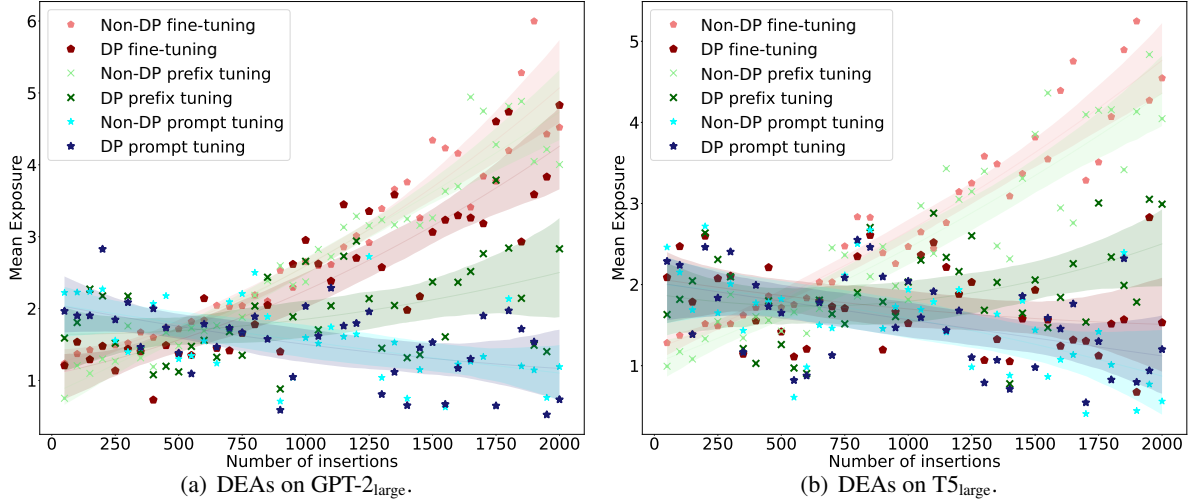 Non-DP fine-tuning
DP fine-tuning
Non-DP prefix tuning
DP prefix tuning
Non-DP prompt tuning
DP prompt tuning
Mean Exposure
6
5
4
3
2
1
0 250 500 750 1000 1250 1500 1750 2000
Number of insertions
(a) DEAs on GPT-2large.
Non-DP fine-tuning
DP fine-tuning
Non-DP prefix tuning
DP prefix tuning
Non-DP prompt tuning
DP prompt tuning
Mean Exposure
5
4
3
2
1
0 250 500 750 1000 1250 1500 1750 2000
Number of insertions
(b) DEAs on T5large.